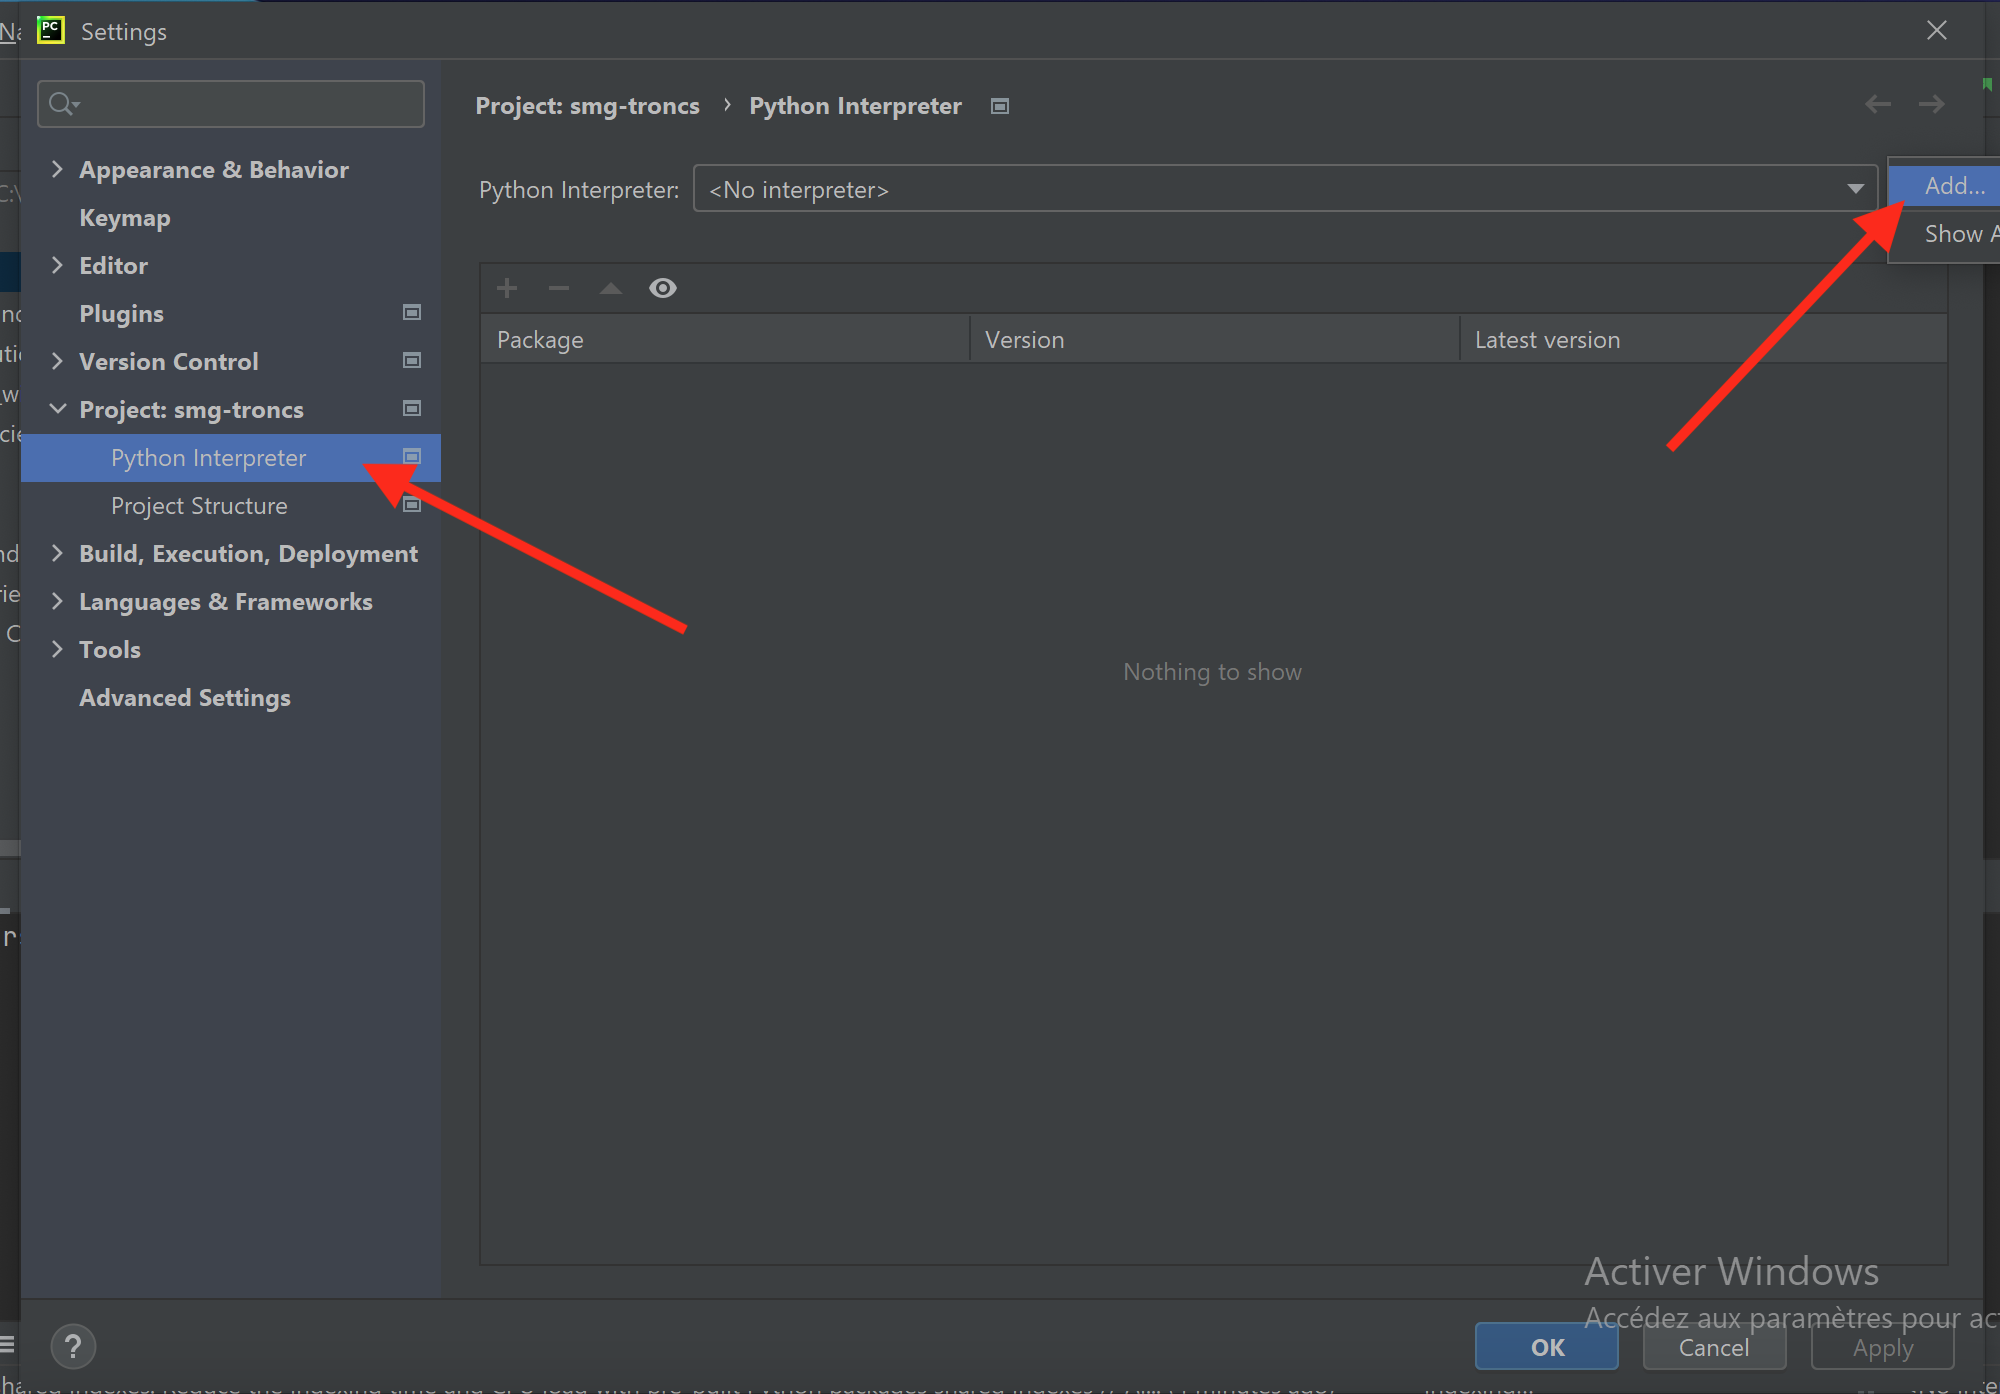 PC
Settings
Project: smg-troncs › Python Interpreter
Appearance & Behavior
Keymap
Editor
Plugins
Version Control
Project: smg-troncs
Python Interpreter
Project Structure
Build, Execution, Deployment
Languages & Frameworks
Tools
Advanced Settings
Python Interpreter: <No interpreter>
Add...
Show A
Package Version Latest version
Nothing to show
Activer Windows
Accédez aux paramètres pour ac
? OK Cancel Apply